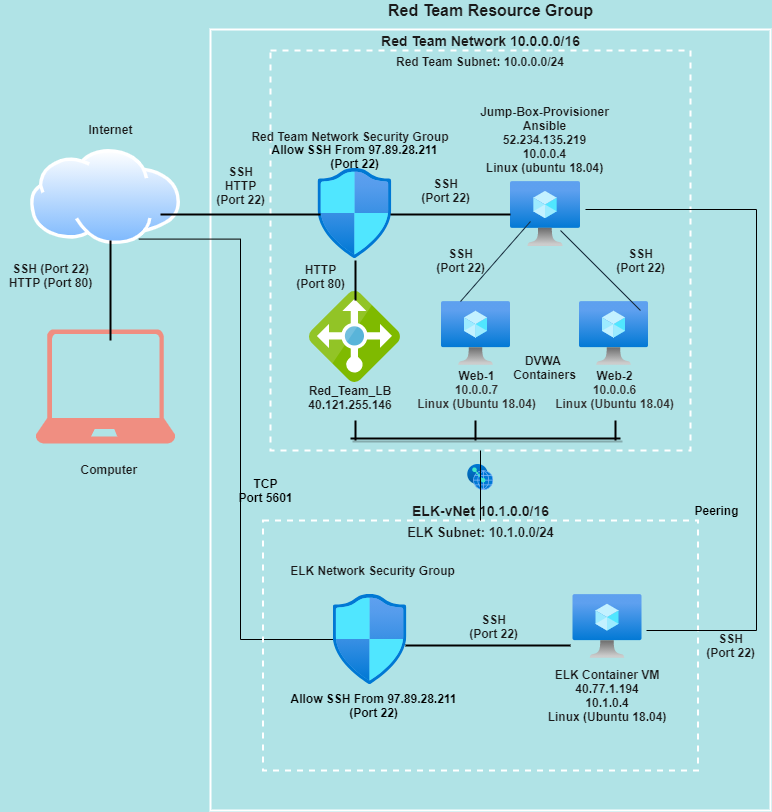 Red Team Resource Group
Red Team Network 10.0.0.0/16
Red Team Subnet: 10.0.0.0/24
Internet
Red Team Network Security Group
Allow SSH From 97.89.28.211
(Port 22)
Jump-Box-Provisioner
Ansible
52.234.135.219
10.0.0.4
Linux (ubuntu 18.04)
SSH
HTTP
(Port 22)
SSH
(Port 22)
SSH (Port 22)
HTTP (Port 80)
HTTP
(Port 80)
SSH
(Port 22)
SSH
(Port 22)
Red_Team_LB
40.121.255.146
Web-1
10.0.0.7
Linux (Ubuntu 18.04)
DVWA
Containers
Web-2
10.0.0.6
Linux (Ubuntu 18.04)
Computer
TCP
Port 5601
ELK-vNet 10.1.0.0/16
Peering
ELK Subnet: 10.1.0.0/24
ELK Network Security Group
SSH
(Port 22)
SSH
(Port 22)
Allow SSH From 97.89.28.211
(Port 22)
ELK Container VM
40.77.1.194
10.1.0.4
Linux (Ubuntu 18.04)